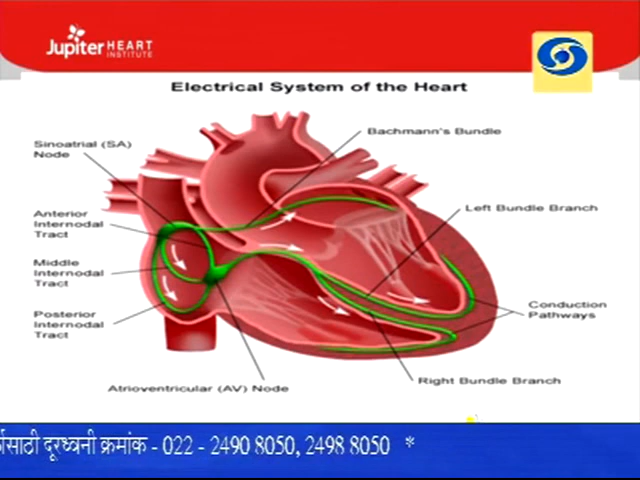 Jupiter HEART
INSTITUTE
Electrical System of the Heart
Bachmann's Bundle
Sinoatrial (SA)
Node
Left Bundle Branch
Anterior
Internodal
Tract
Middle
Internodal
Tract
Conduction
Pathways
Posterior
Internodal
Tract
Right Bundle Branch
Atrioventricular (AV) Node
दूरध्वनी क्रमांक - 022 - 2490 8050, 2498 8050 *